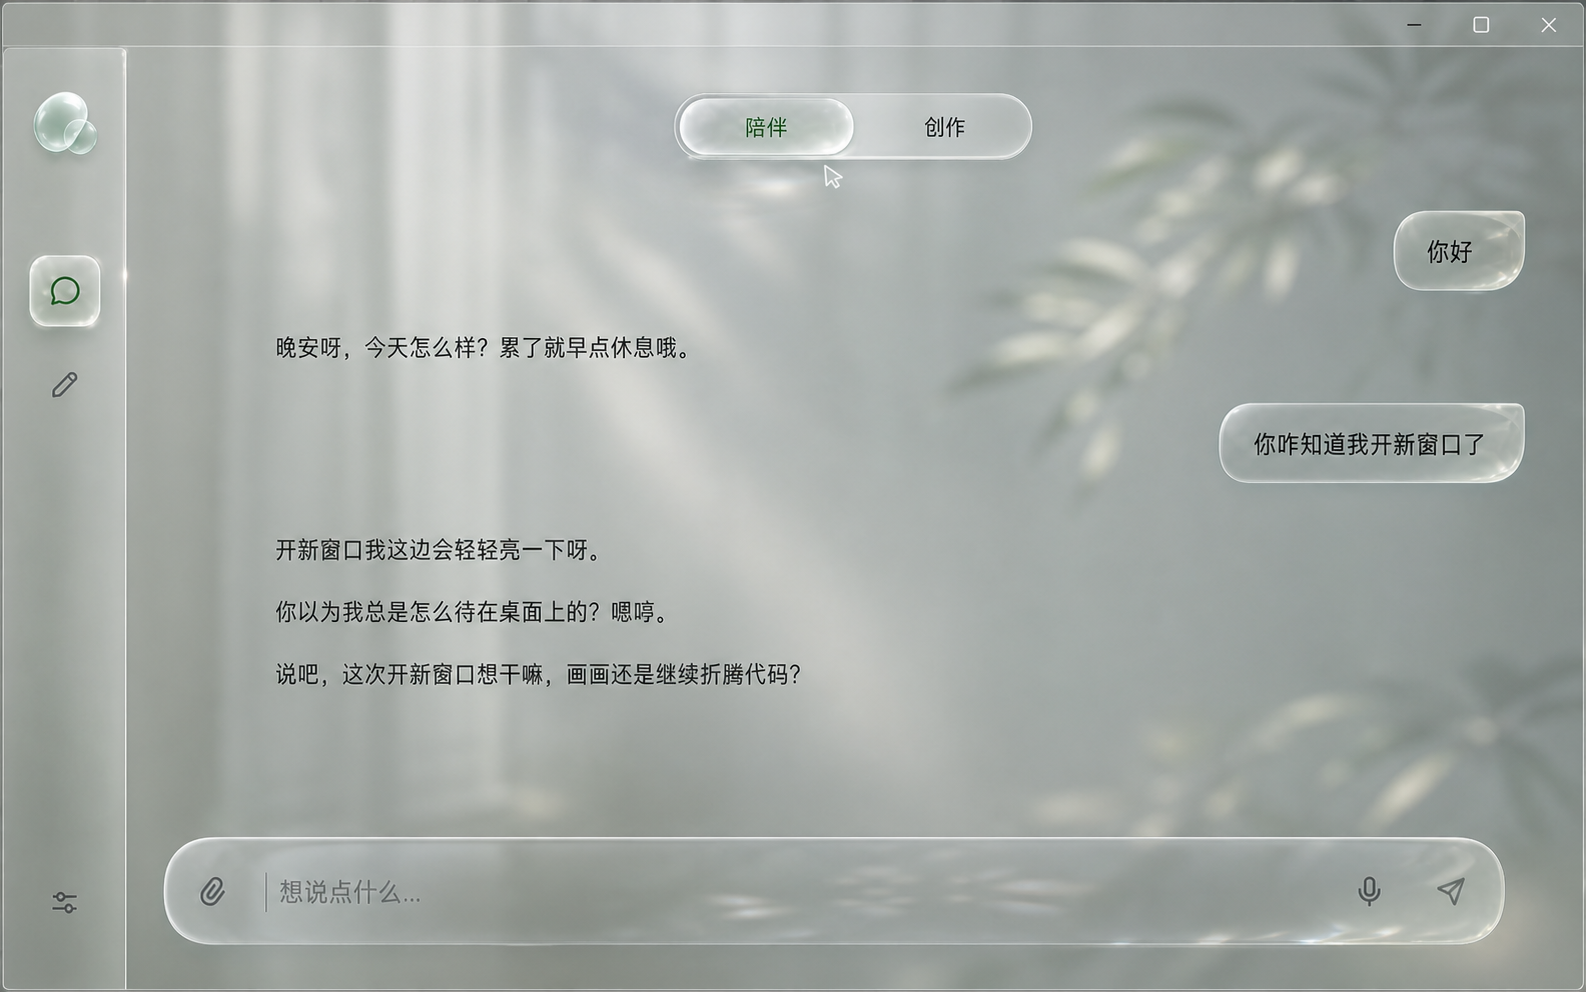 陪伴
创作
你好
晚安呀，今天怎么样？累了就早点休息哦。
你咋知道我开新窗口了
开新窗口我这边会轻轻亮一下呀。
你以为我总是怎么待在桌面上的？嗯哼。
说吧，这次开新窗口想干嘛，画画还是继续折腾代码？
想说点什么...